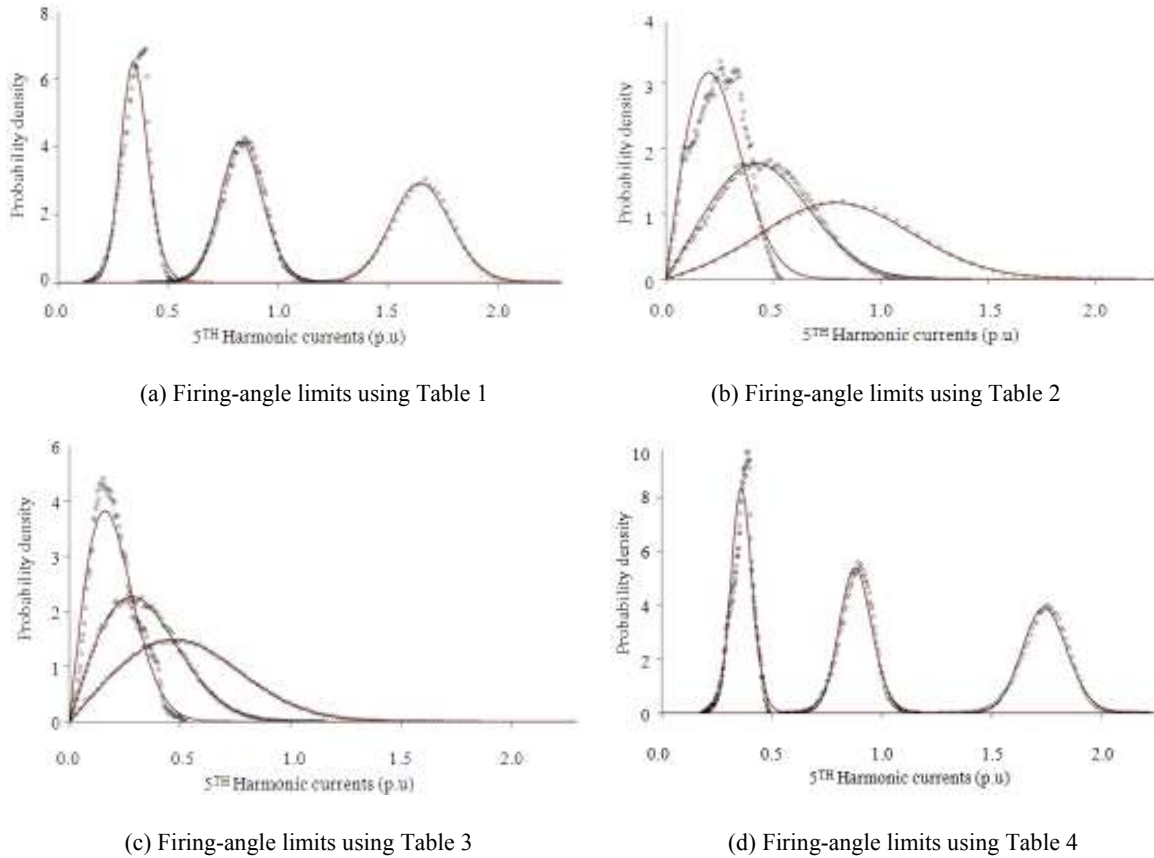 8
6
4
2
0
Probability density
0.0 0.5 1.0 1.5 2.0
5TH Harmonic currents (p.u)
(a) Firing-angle limits using Table 1
4
3
2
1
0
Probability density
0.0 0.5 1.0 1.5 2.0
5TH Harmonic currents (p.u)
(b) Firing-angle limits using Table 2
6
5
4
3
2
1
0
Probability density
0.0 0.5 1.0 1.5 2.0
5TH Harmonic currents (p.u)
(c) Firing-angle limits using Table 3
10
8
6
4
2
0
Probability density
0.0 0.5 1.0 1.5 2.0
5TH Harmonic currents (p.u)
(d) Firing-angle limits using Table 4